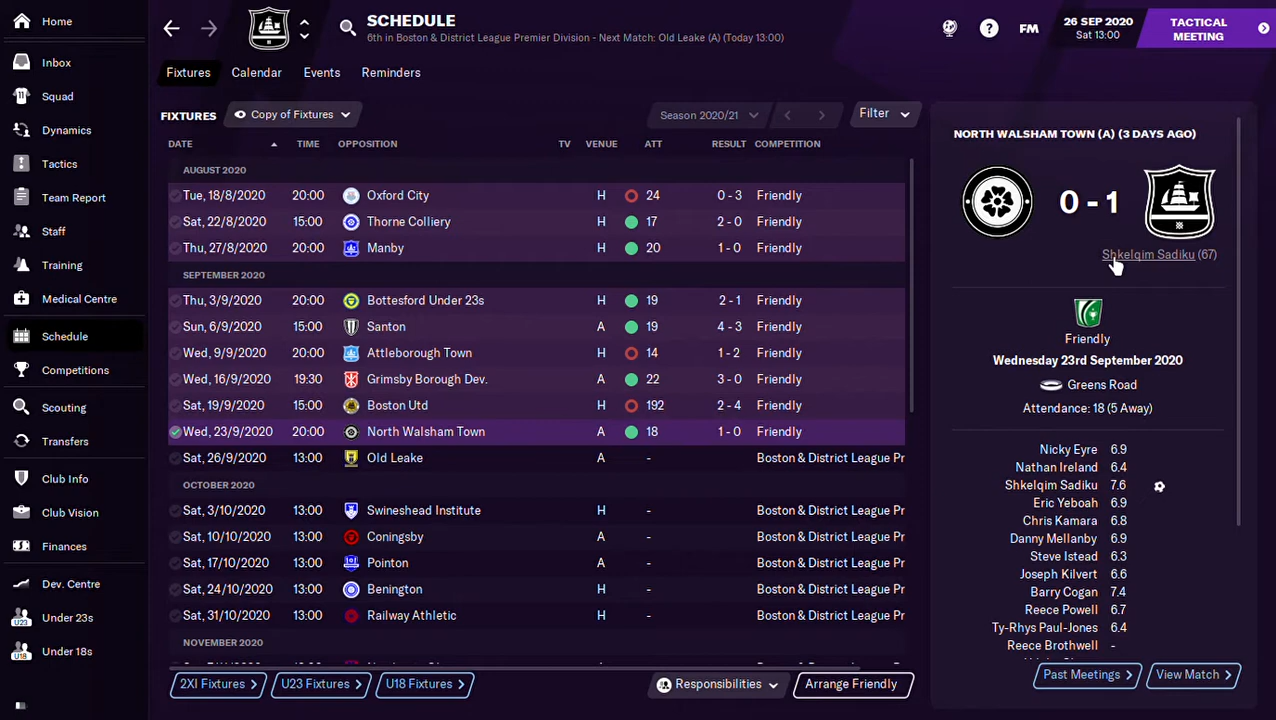 Home
Inbox
Squad
Dynamics
Tactics
Team Report
Staff
Training
Medical Centre
Schedule
Competitions
Scouting
Transfers
Club Info
Club Vision
Finances
Dev. Centre
U23 Under 23s
U18 Under 18s
SCHEDULE
6th in Boston & District League Premier Division - Next Match: Old Leake (A) (Today 13:00)
? FM
26 SEP 2020
Sat 13:00
TACTICAL
MEETING
Fixtures Calendar Events Reminders
FIXTURES Copy of Fixtures Season 2020/21 Filter
DATE TIME OPPOSITION TV VENUE ATT RESULT COMPETITION
AUGUST 2020
Tue, 18/8/2020 20:00 Oxford City H 24 0 - 3 Friendly
Sat, 22/8/2020 15:00 Thorne Colliery H 17 2 - 0 Friendly
Thu, 27/8/2020 20:00 Manby H 20 1 - 0 Friendly
SEPTEMBER 2020
Thu, 3/9/2020 20:00 Bottesford Under 23s H 19 2 - 1 Friendly
Sun, 6/9/2020 15:00 Santon A 19 4 - 3 Friendly
Wed, 9/9/2020 20:00 Attleborough Town H 14 1 - 2 Friendly
Wed, 16/9/2020 19:30 Grimsby Borough Dev. A 22 3 - 0 Friendly
Sat, 19/9/2020 15:00 Boston Utd H 192 2 - 4 Friendly
Wed, 23/9/2020 20:00 North Walsham Town A 18 1 - 0 Friendly
Sat, 26/9/2020 13:00 Old Leake A - Boston & District League Pr
OCTOBER 2020
Sat, 3/10/2020 13:00 Swineshead Institute H - Boston & District League Pr
Sat, 10/10/2020 13:00 Coningsby A - Boston & District League Pr
Sat, 17/10/2020 13:00 Pointon A - Boston & District League Pr
Sat, 24/10/2020 13:00 Benington H - Boston & District League Pr
Sat, 31/10/2020 13:00 Railway Athletic H - Boston & District League Pr
NOVEMBER 2020
2XI Fixtures U23 Fixtures U18 Fixtures Responsibilities Arrange Friendly
NORTH WALSHAM TOWN (A) (3 DAYS AGO)
0 - 1
Shkelqim Sadiku (67)
Friendly
Wednesday 23rd September 2020
Greens Road
Attendance: 18 (5 Away)
Nicky Eyre 6.9
Nathan Ireland 6.4
Shkelqim Sadiku 7.6
Eric Yeboah 6.9
Chris Kamara 6.8
Danny Mellanby 6.9
Steve Istead 6.3
Joseph Kilvert 6.6
Barry Cogan 7.4
Reece Powell 6.7
Ty-Rhys Paul-Jones 6.4
Reece Brothwell -
Past Meetings View Match